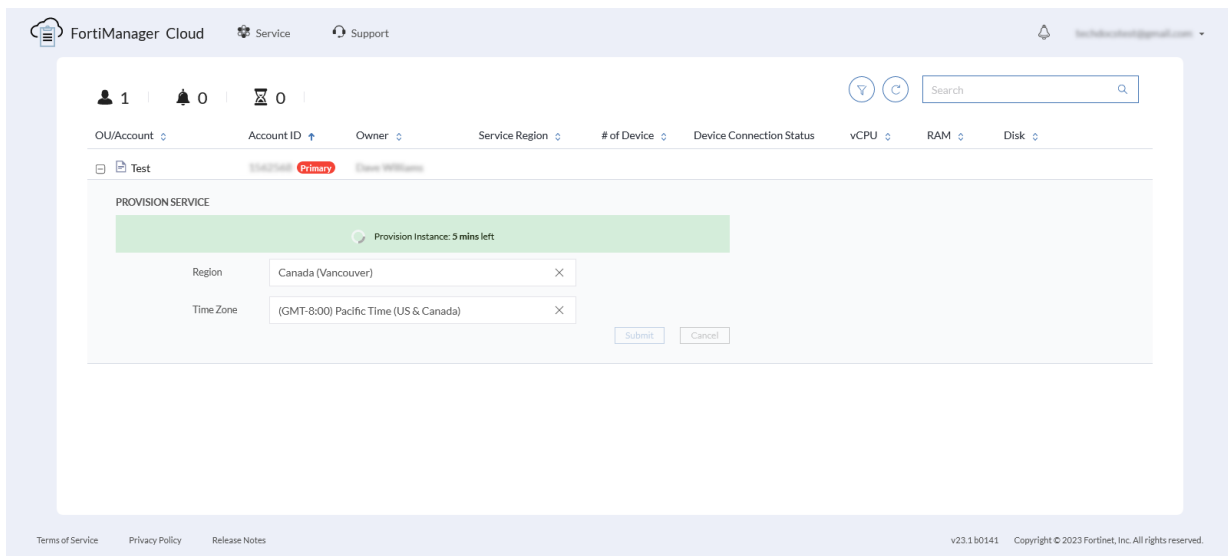 FortiManager Cloud Service Support
1 0 0 Search
OU/Account Account ID Owner Service Region # of Device Device Connection Status vCPU RAM Disk
Test Primary
PROVISION SERVICE
Provision Instance: 5 mins left
Region Canada (Vancouver)
Time Zone (GMT-8:00) Pacific Time (US & Canada)
Submit Cancel
Terms of Service Privacy Policy Release Notes v23.1 b0141 Copyright © 2023 Fortinet, Inc. All rights reserved.